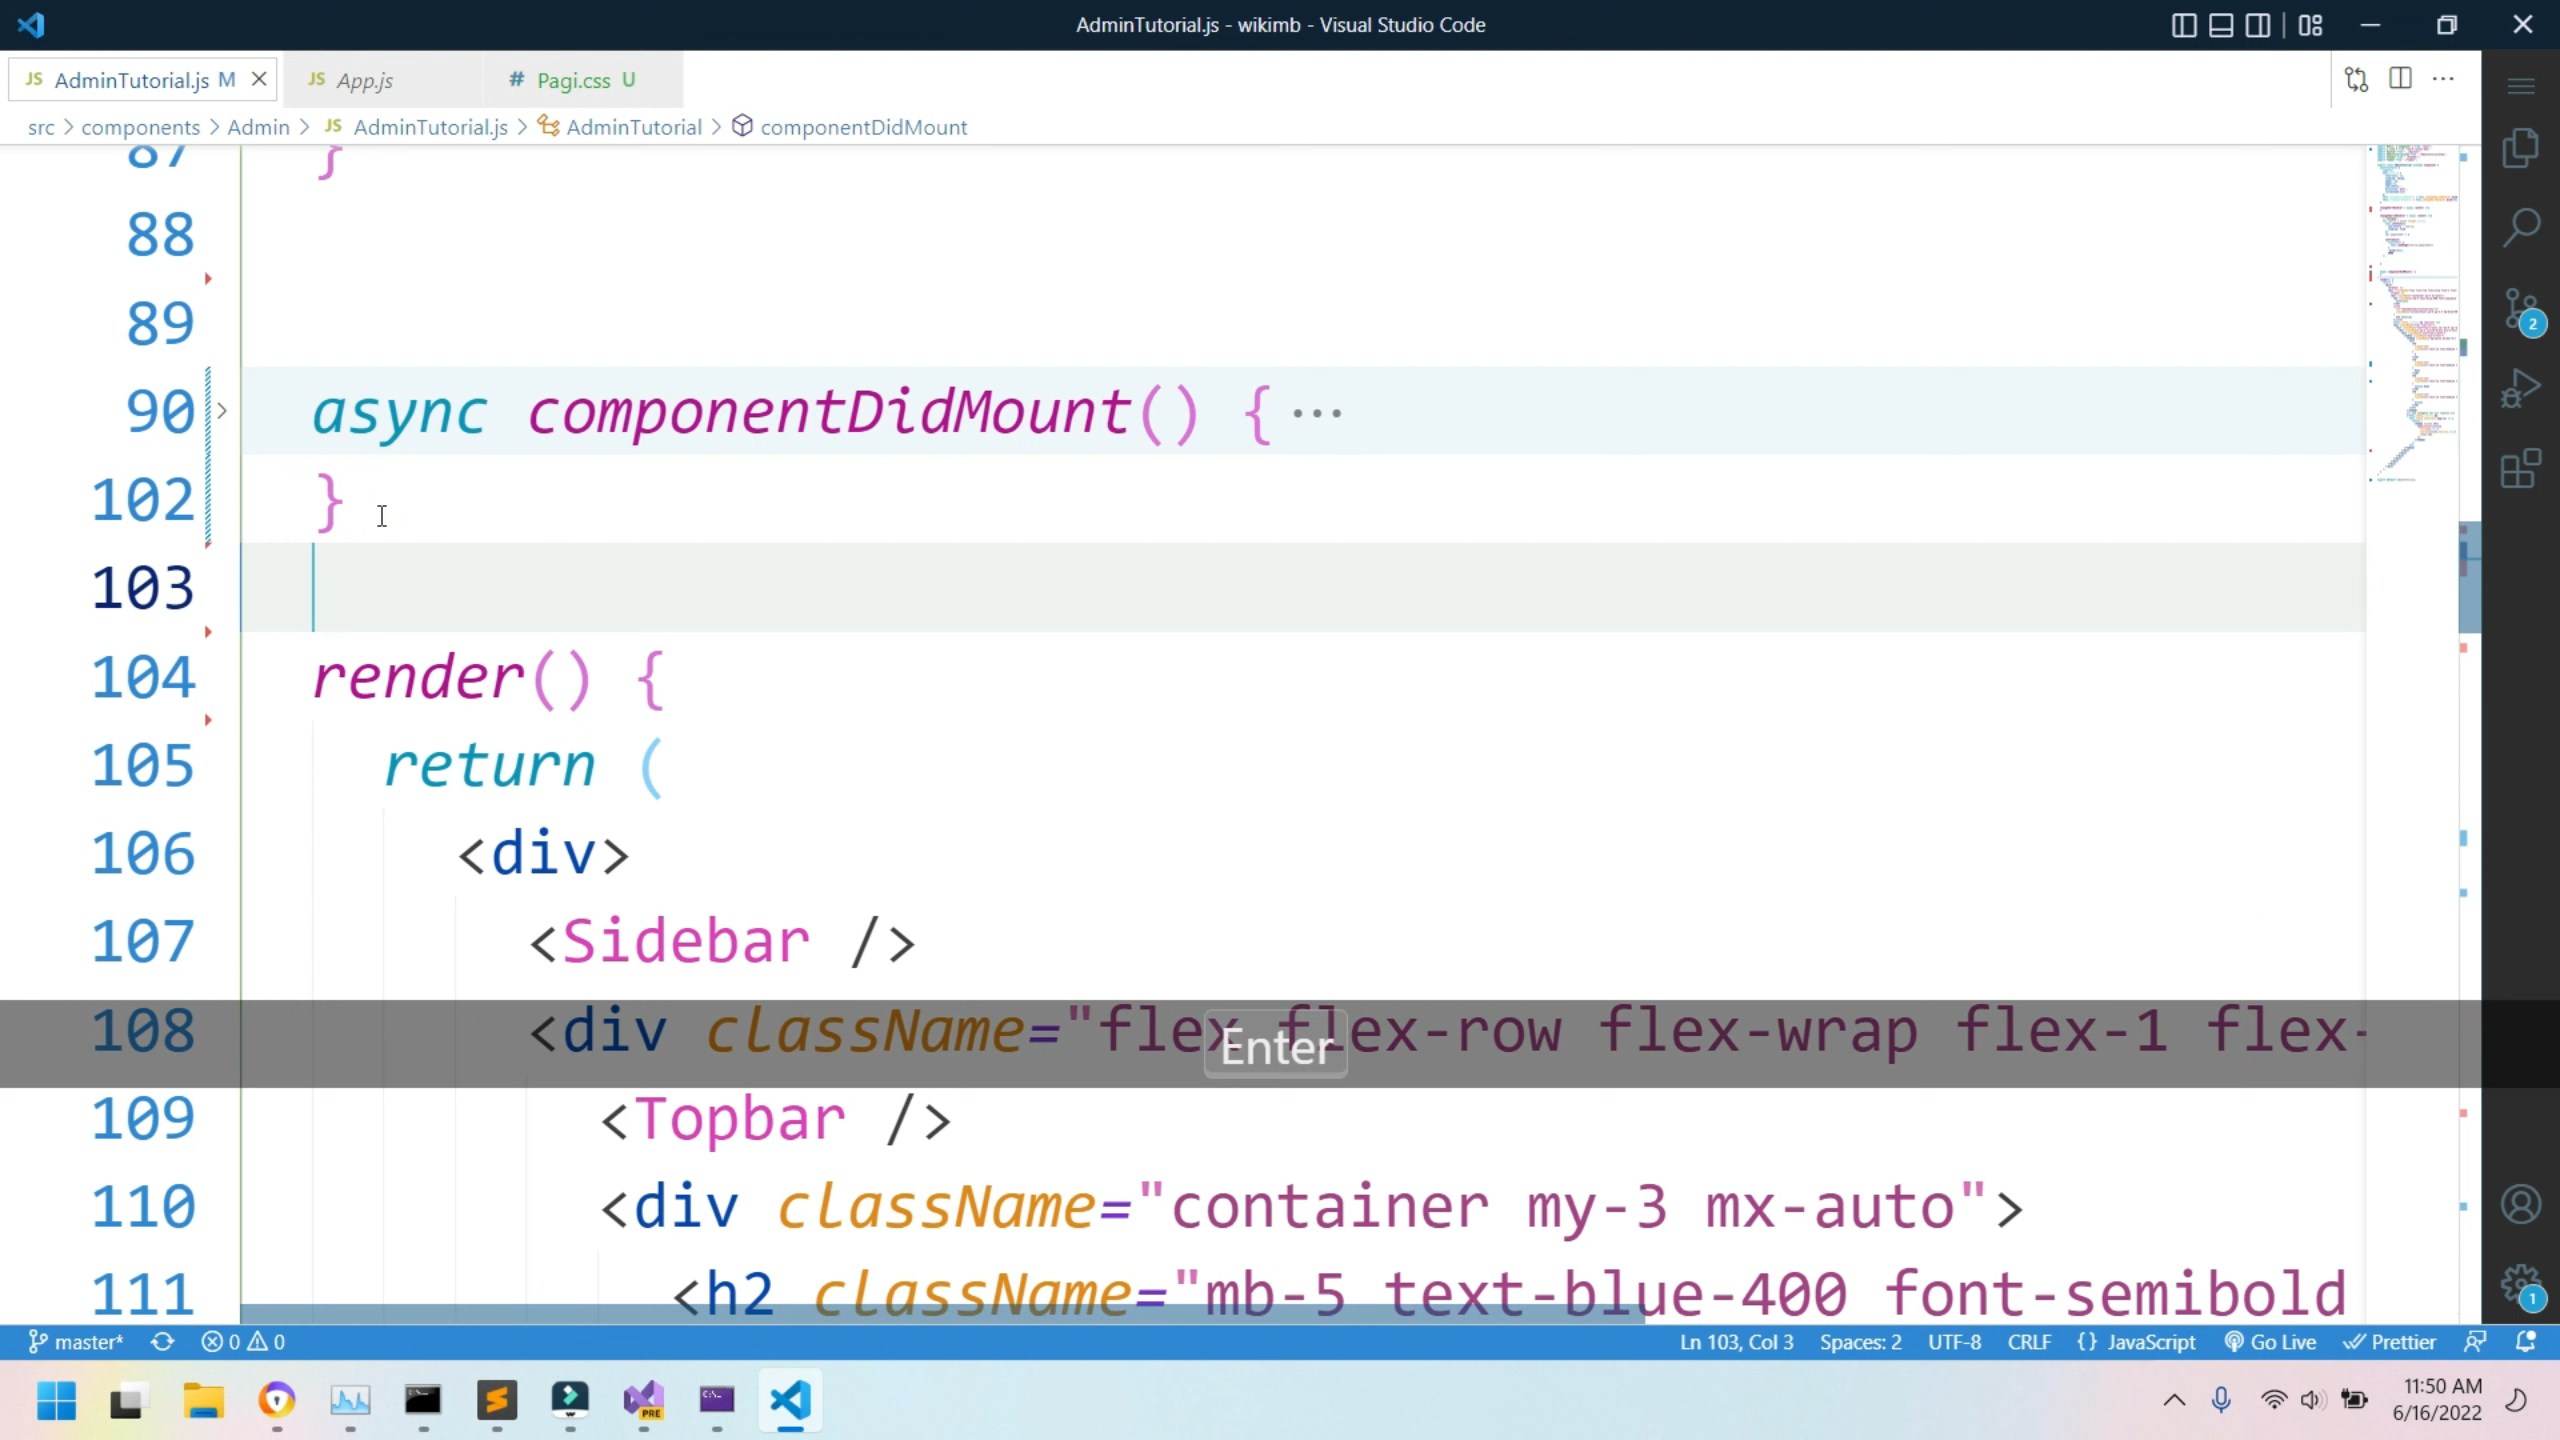 AdminTutorial.js - wikimb - Visual Studio Code
JS AdminTutorial.js M
JS App.js
# Pagi.css U
src > components > Admin > JS AdminTutorial.js > AdminTutorial > componentDidMount
87 }
88
89
90 async componentDidMount() {···
102 }
103
104 render() {
105 return (
106 <div>
107 <Sidebar />
108 <div className="flex flex-row flex-wrap flex-1 flex-
Enter
109 <Topbar />
110 <div className="container my-3 mx-auto">
111 <h2 className="mb-5 text-blue-400 font-semibold
2
1
master* 0 0 Ln 103, Col 3 Spaces: 2 UTF-8 CRLF {} JavaScript Go Live Prettier
PRE
11:50 AM
6/16/2022